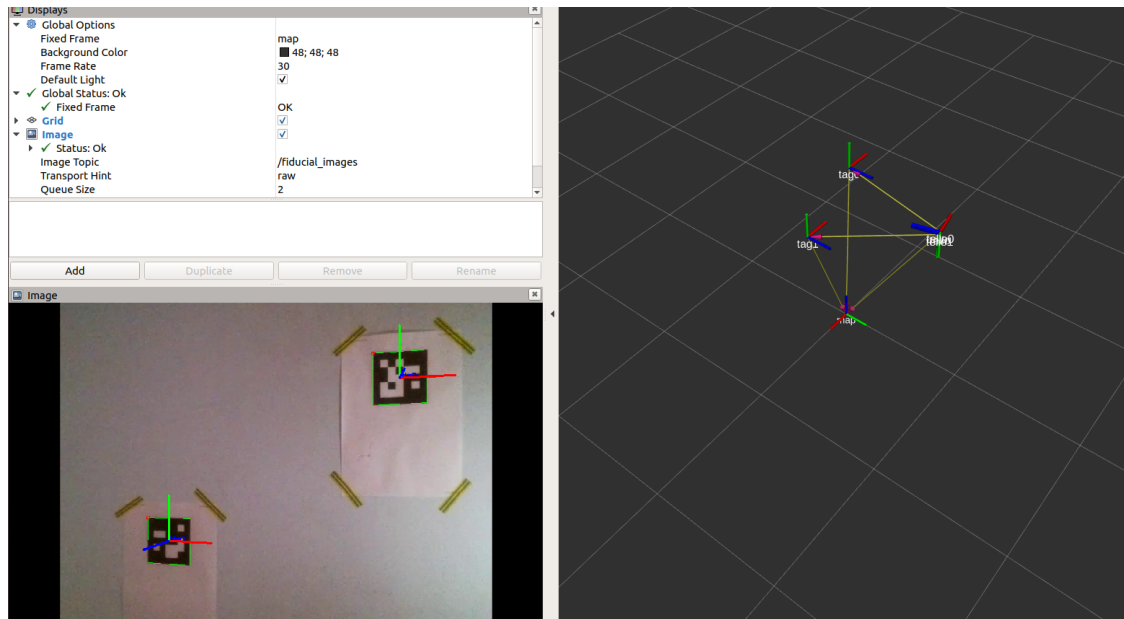 Displays
Global Options
Fixed Frame map
Background Color 48; 48; 48
Frame Rate 30
Default Light
Global Status: Ok
Fixed Frame OK
Grid
Image
Status: Ok
Image Topic /fiducial_images
Transport Hint raw
Queue Size 2
Add Duplicate Remove Rename
Image
tag1
map